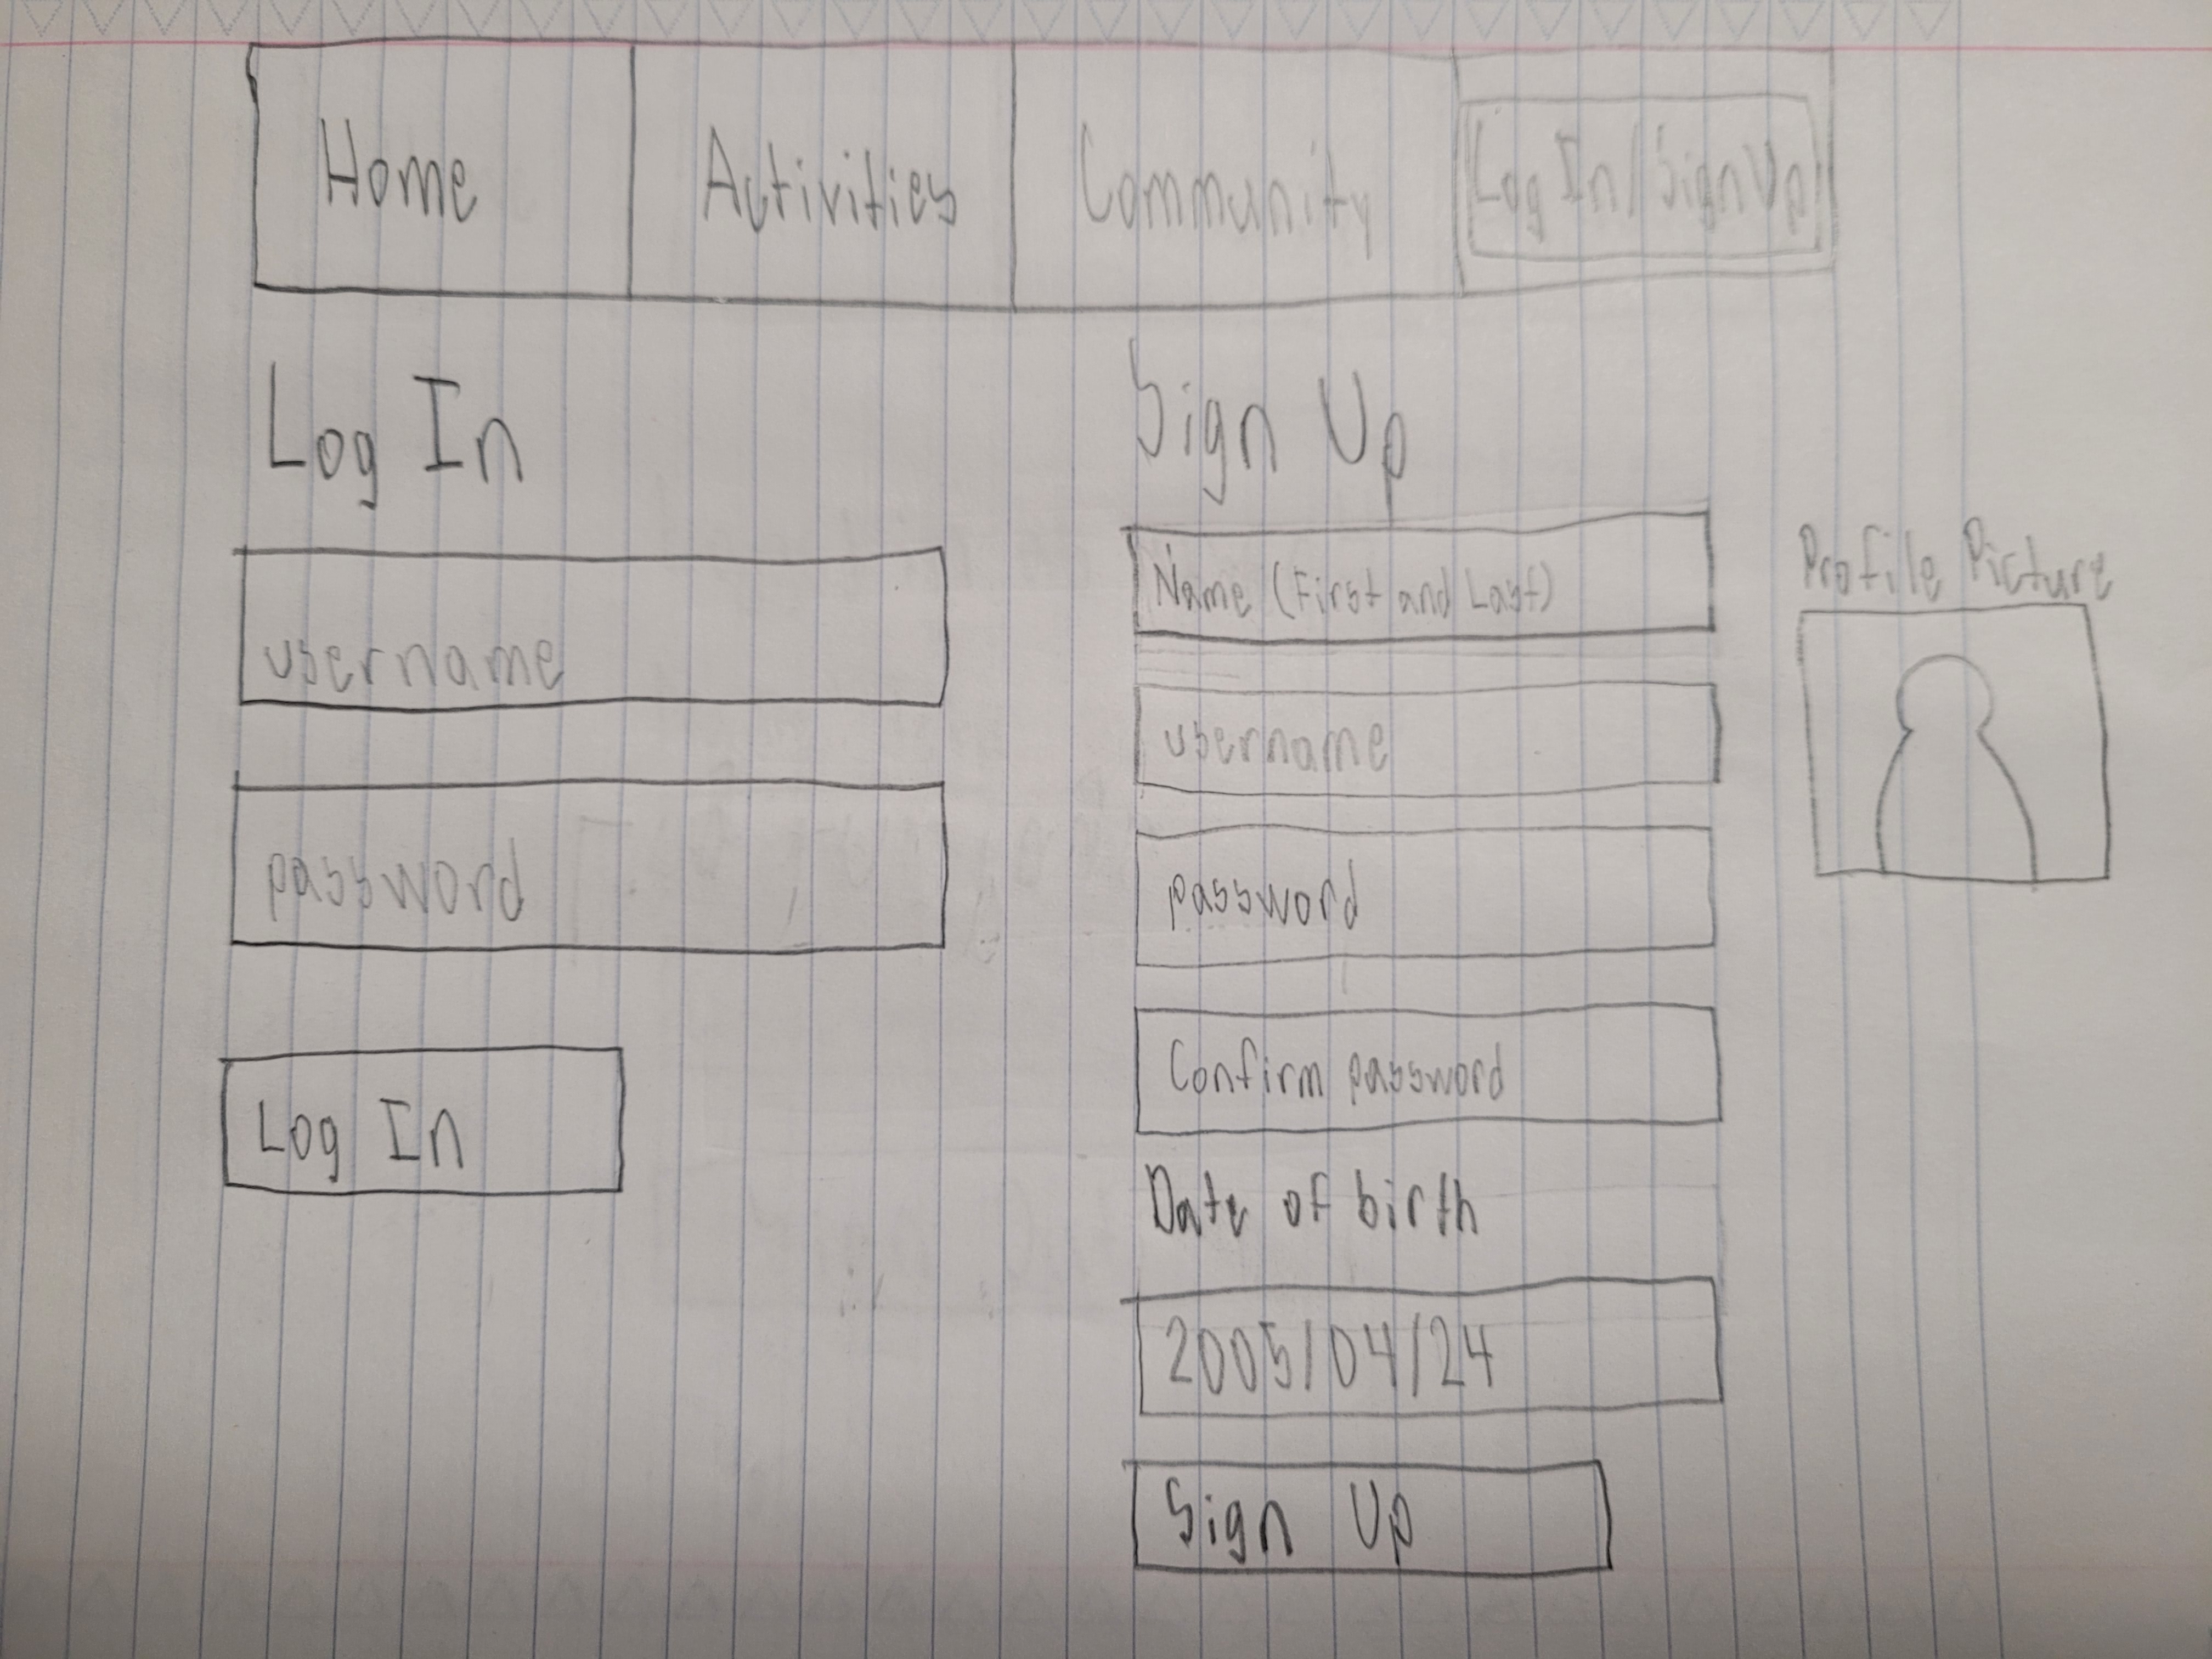 Home Activities Community Log In/Sign Up
Log In
username
password
Log In
Sign Up
Name (First and Last)
username
password
Confirm password
Date of birth
2005/04/24
Sign Up
Profile Picture